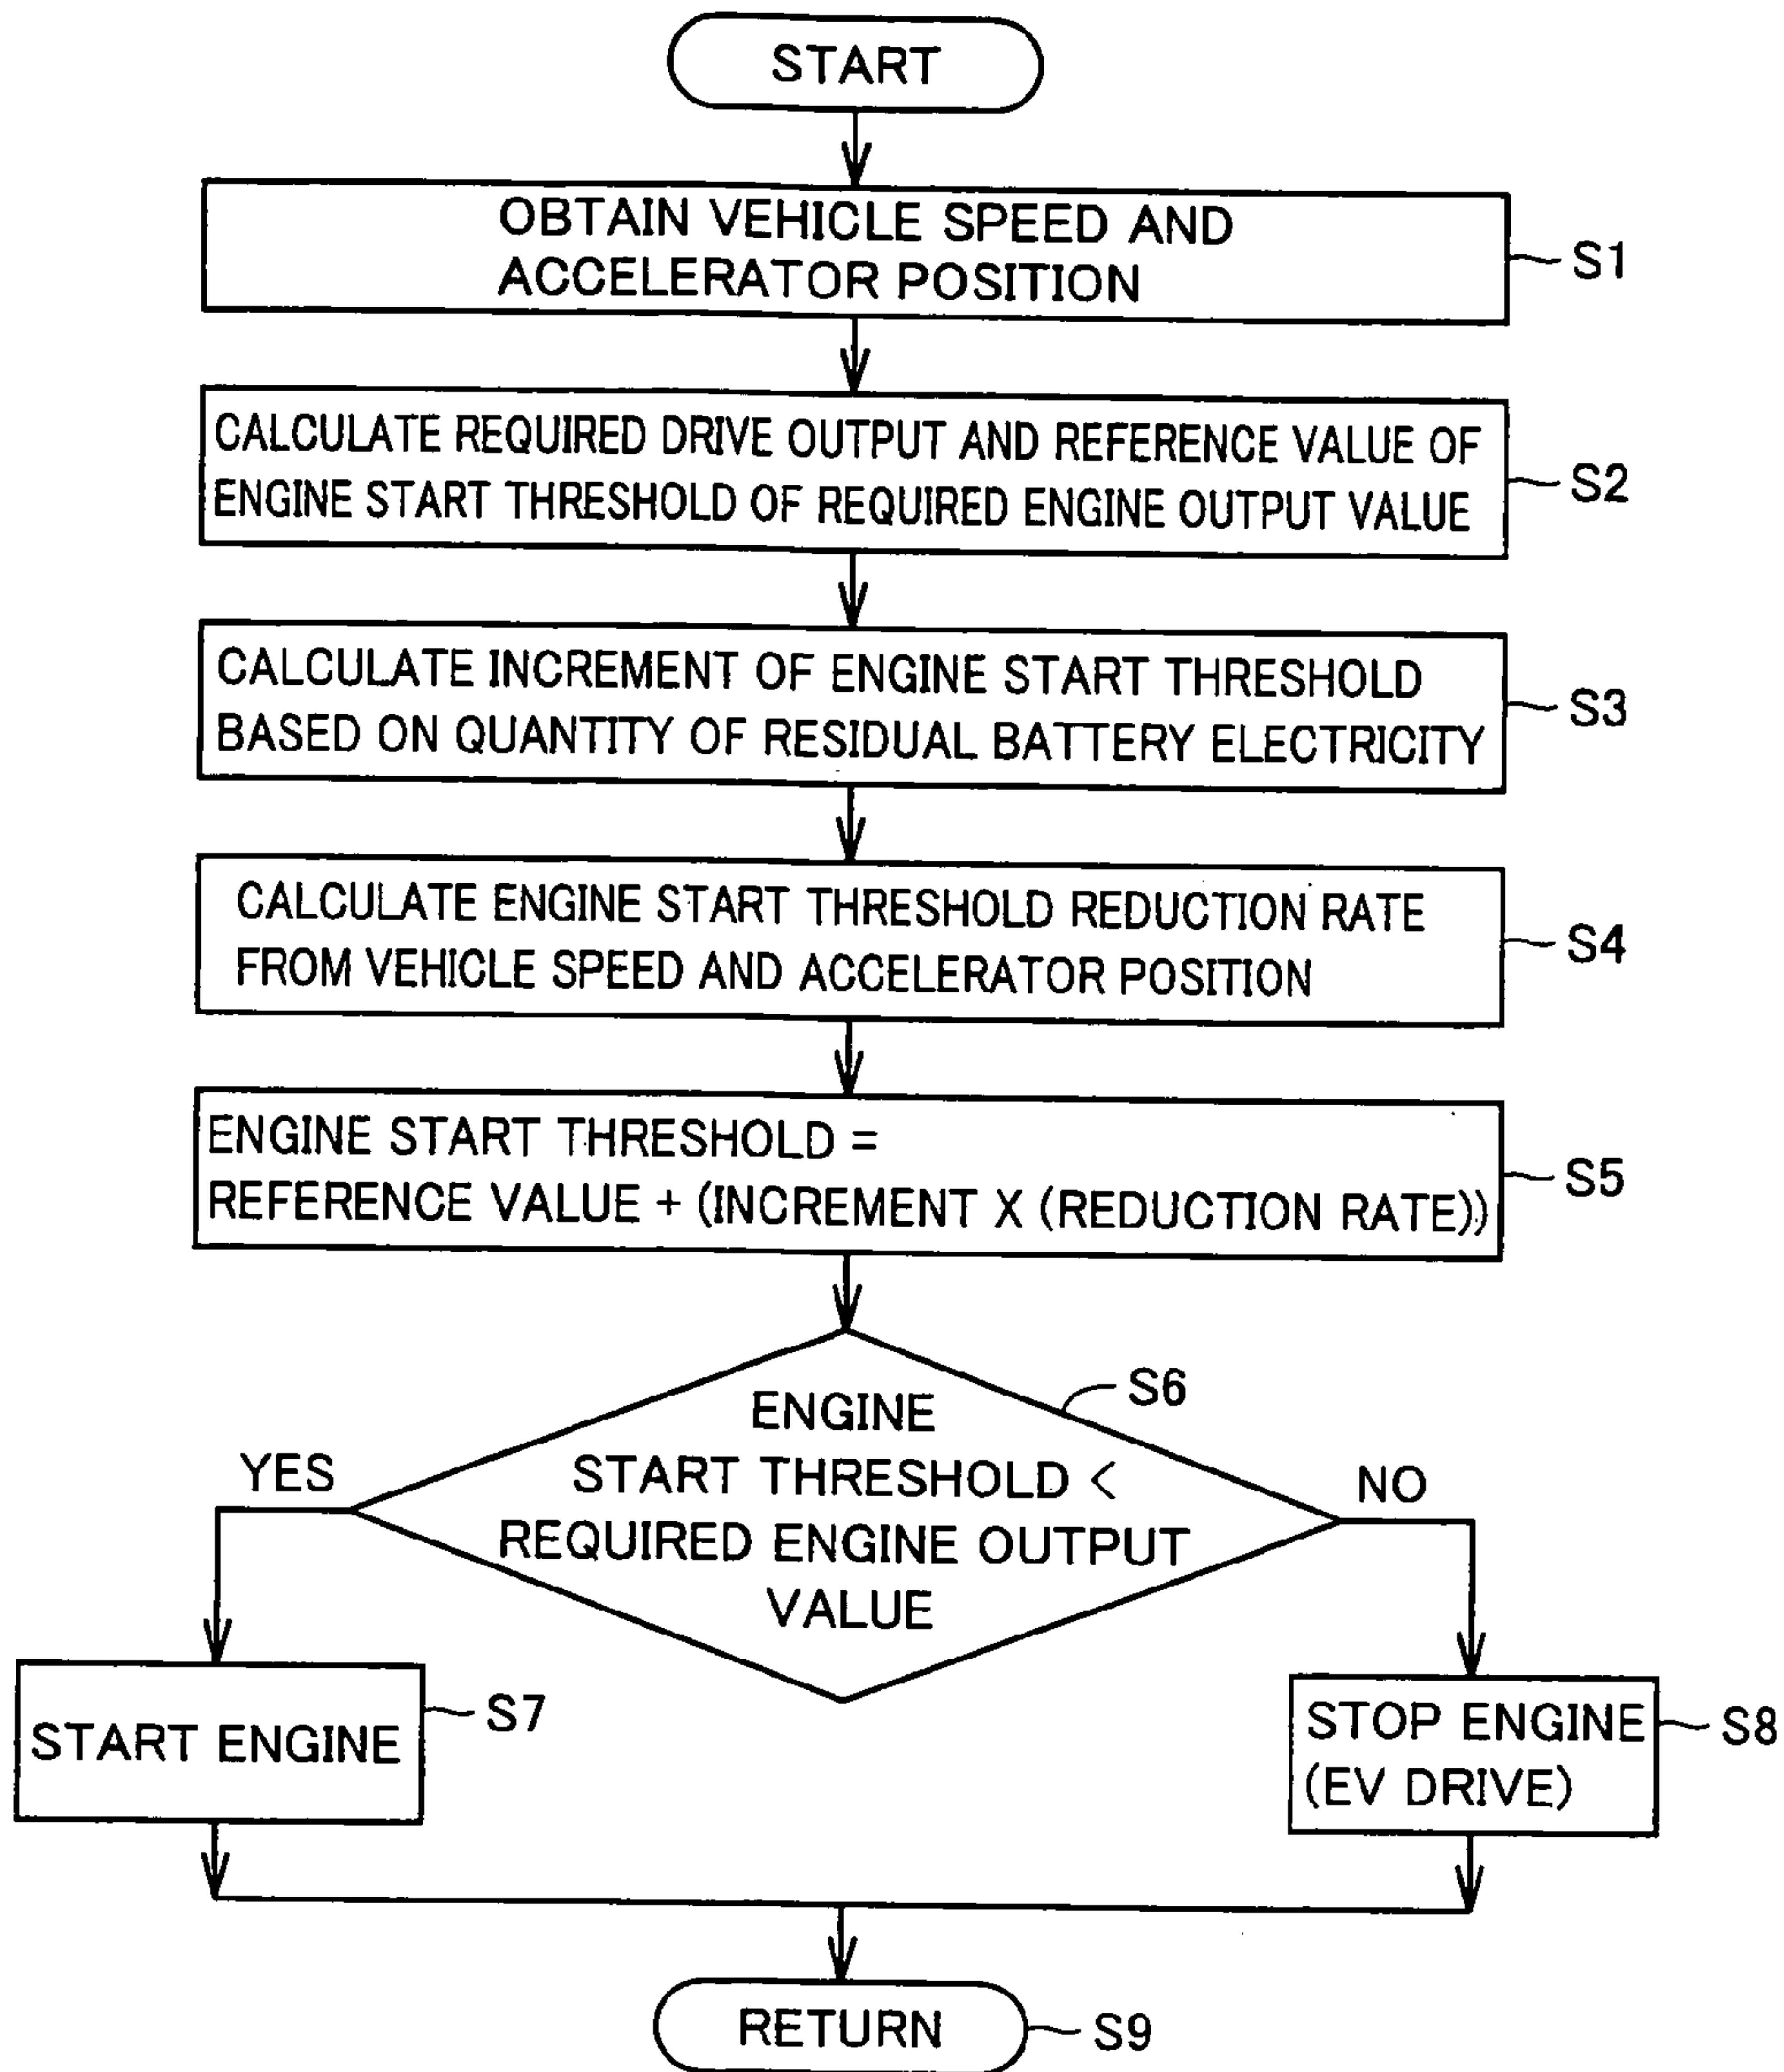 START
OBTAIN VEHICLE SPEED AND
ACCELERATOR POSITION
S1
CALCULATE REQUIRED DRIVE OUTPUT AND REFERENCE VALUE OF
ENGINE START THRESHOLD OF REQUIRED ENGINE OUTPUT VALUE
S2
CALCULATE INCREMENT OF ENGINE START THRESHOLD
BASED ON QUANTITY OF RESIDUAL BATTERY ELECTRICITY
S3
CALCULATE ENGINE START THRESHOLD REDUCTION RATE
FROM VEHICLE SPEED AND ACCELERATOR POSITION
S4
ENGINE START THRESHOLD =
REFERENCE VALUE + (INCREMENT X (REDUCTION RATE))
S5
ENGINE
START THRESHOLD <
REQUIRED ENGINE OUTPUT
VALUE
S6
YES
NO
START ENGINE
S7
STOP ENGINE
(EV DRIVE)
S8
RETURN
S9